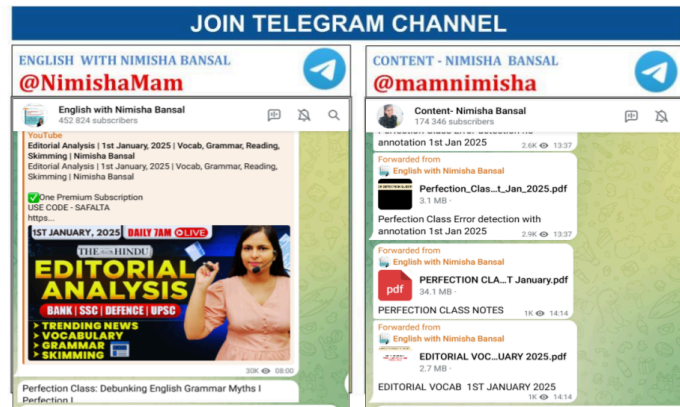 JOIN TELEGRAM CHANNEL
ENGLISH WITH NIMISHA BANSAL
@NimishaMam
English with Nimisha Bansal
452 824 subscribers
YouTube
Editorial Analysis | 1st January, 2025 | Vocab, Grammar, Reading,
Skimming | Nimisha Bansal
Editorial Analysis | 1st January, 2025 | Vocab, Grammar, Reading,
Skimming | Nimisha Bansal
✅One Premium Subscription
USE CODE - SAFALTA
https...
1ST JANUARY, 2025 DAILY 7AM LIVE
THE HINDU
EDITORIAL
ANALYSIS
BANK | SSC | DEFENCE | UPSC
TRENDING NEWS
VOCABULARY
GRAMMAR
SKIMMING
30K 08:00
Perfection Class: Debunking English Grammar Myths I
Perfection I
CONTENT - NIMISHA BANSAL
@mamnimisha
Content- Nimisha Bansal
174 346 subscribers
Perfection Class Error detection no
annotation 1st Jan 2025
2.6K 13:37
Forwarded from
English with Nimisha Bansal
Perfection_Clas...t_Jan_2025.pdf
3.1 MB
Perfection Class Error detection with
annotation 1st Jan 2025
2.9K 13:37
Forwarded from
English with Nimisha Bansal
pdf
PERFECTION CLA...T January.pdf
34.1 MB
PERFECTION CLASS NOTES
1K 14:14
Forwarded from
English with Nimisha Bansal
EDITORIAL VOC...UARY 2025.pdf
2.7 MB
EDITORIAL VOCAB 1ST JANUARY 2025
1K 14:14